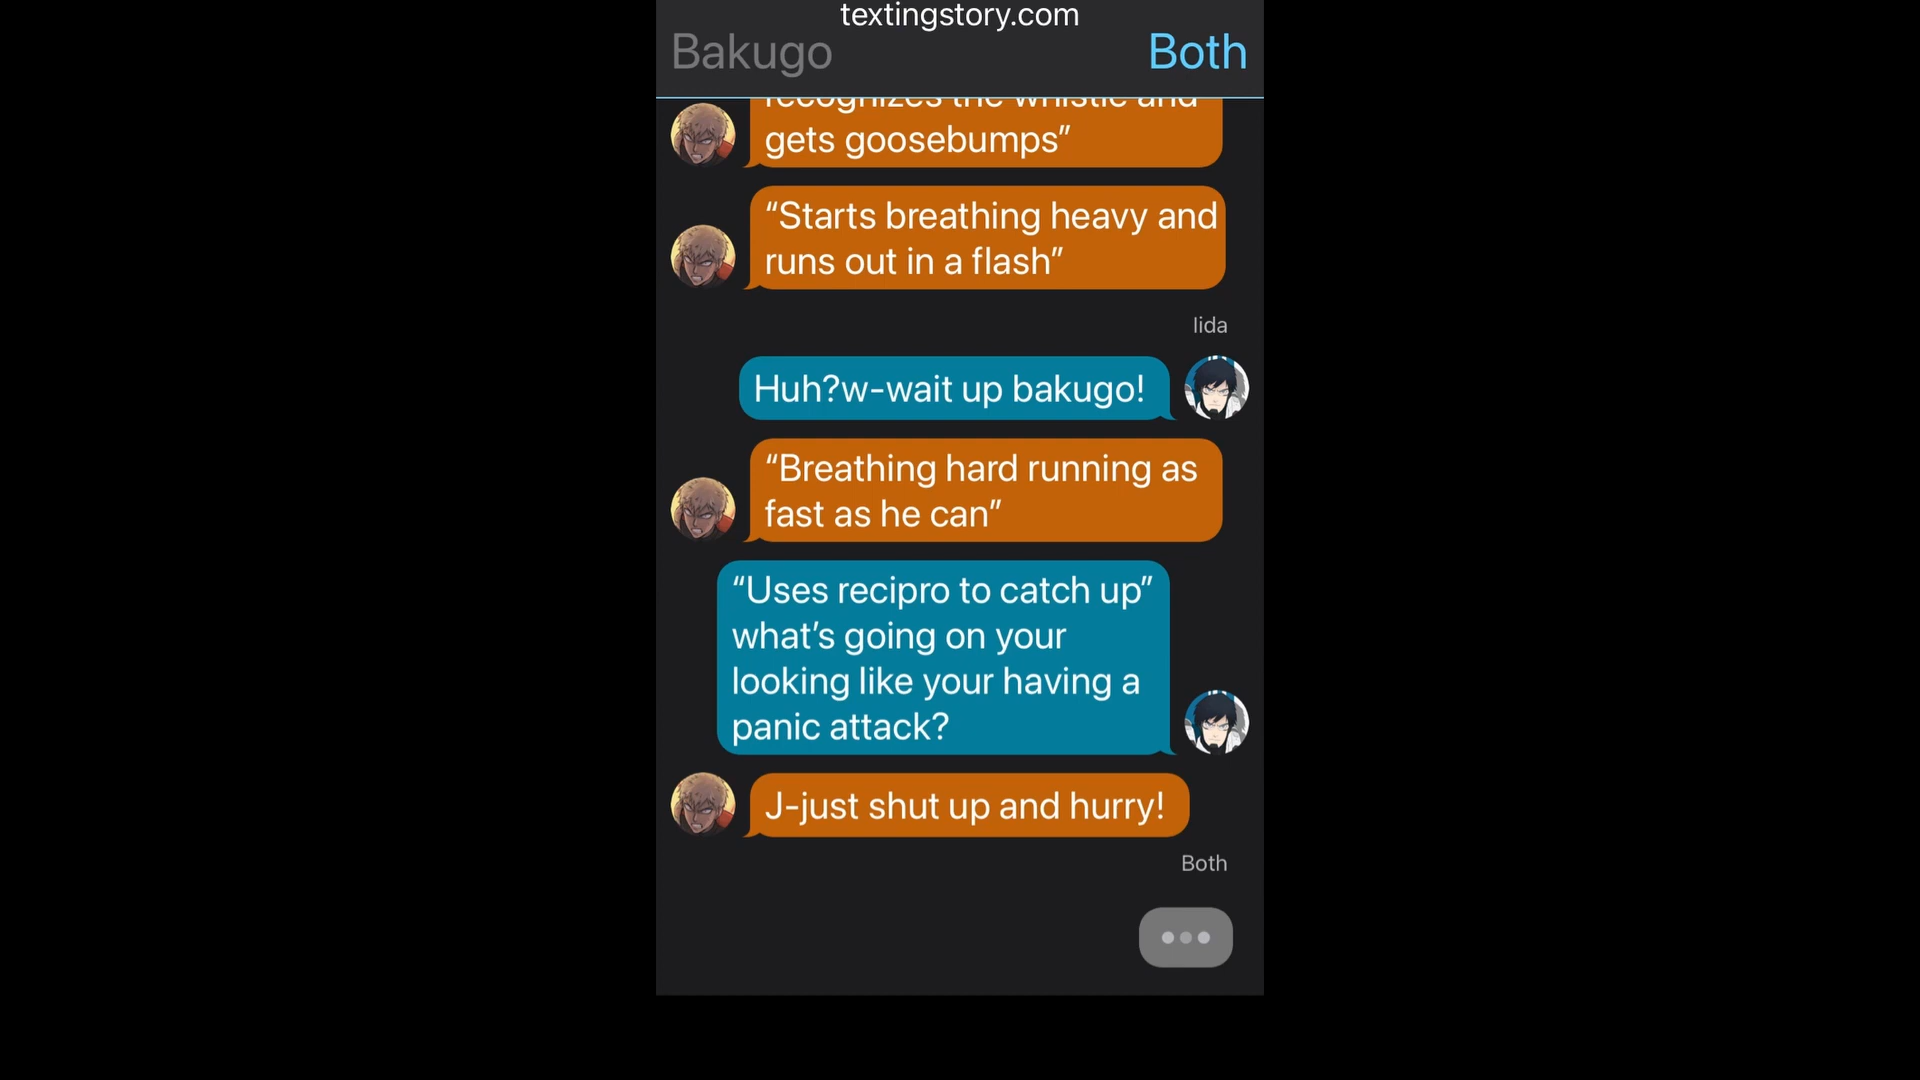 textingstory.com
Bakugo
Both
recognizes the whistle and
gets goosebumps”
“Starts breathing heavy and
runs out in a flash”
Iida
Huh?w-wait up bakugo!
“Breathing hard running as
fast as he can”
“Uses recipro to catch up”
what’s going on your
looking like your having a
panic attack?
J-just shut up and hurry!
Both